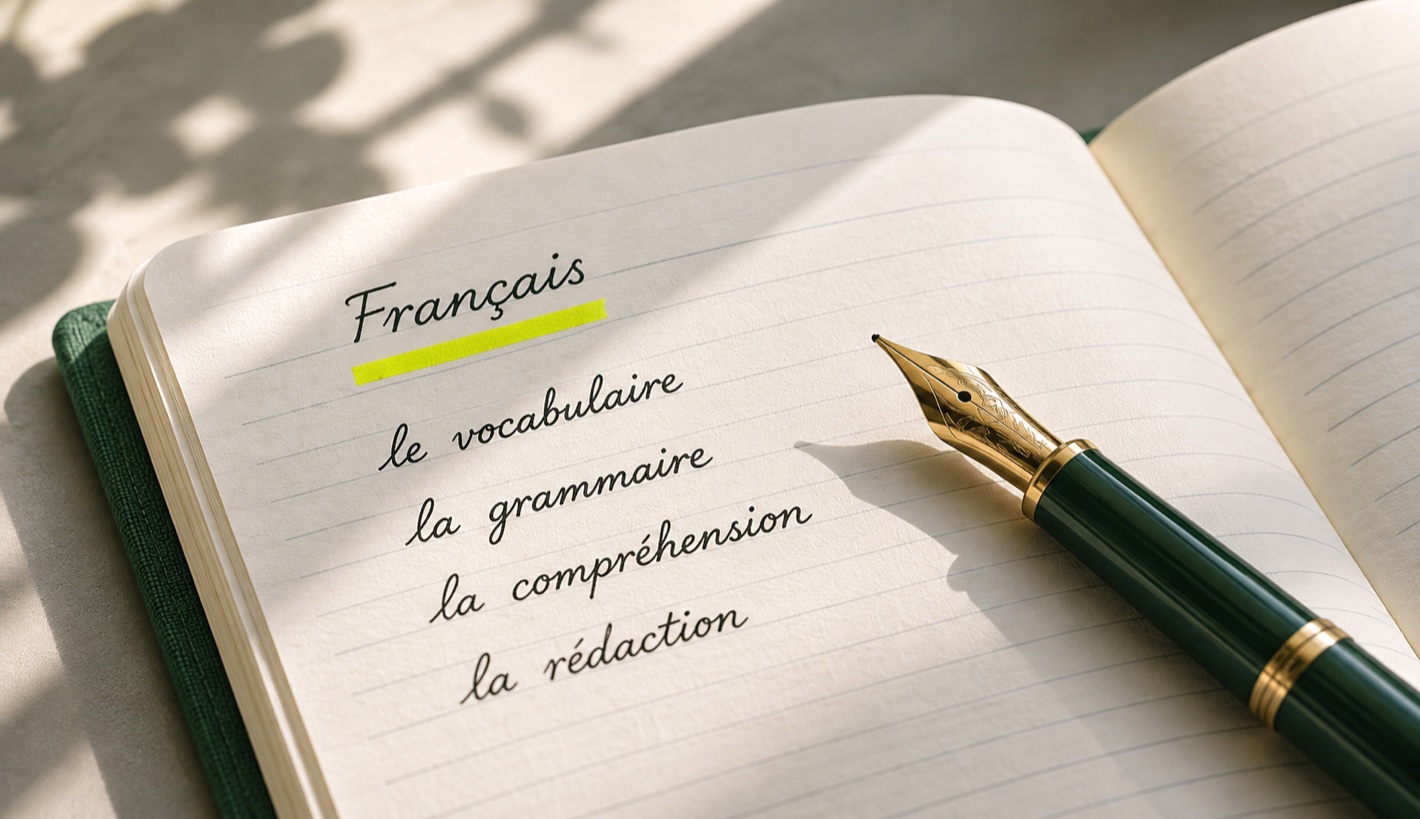 Français
le vocabulaire
la grammaire
la compréhension
la rédaction